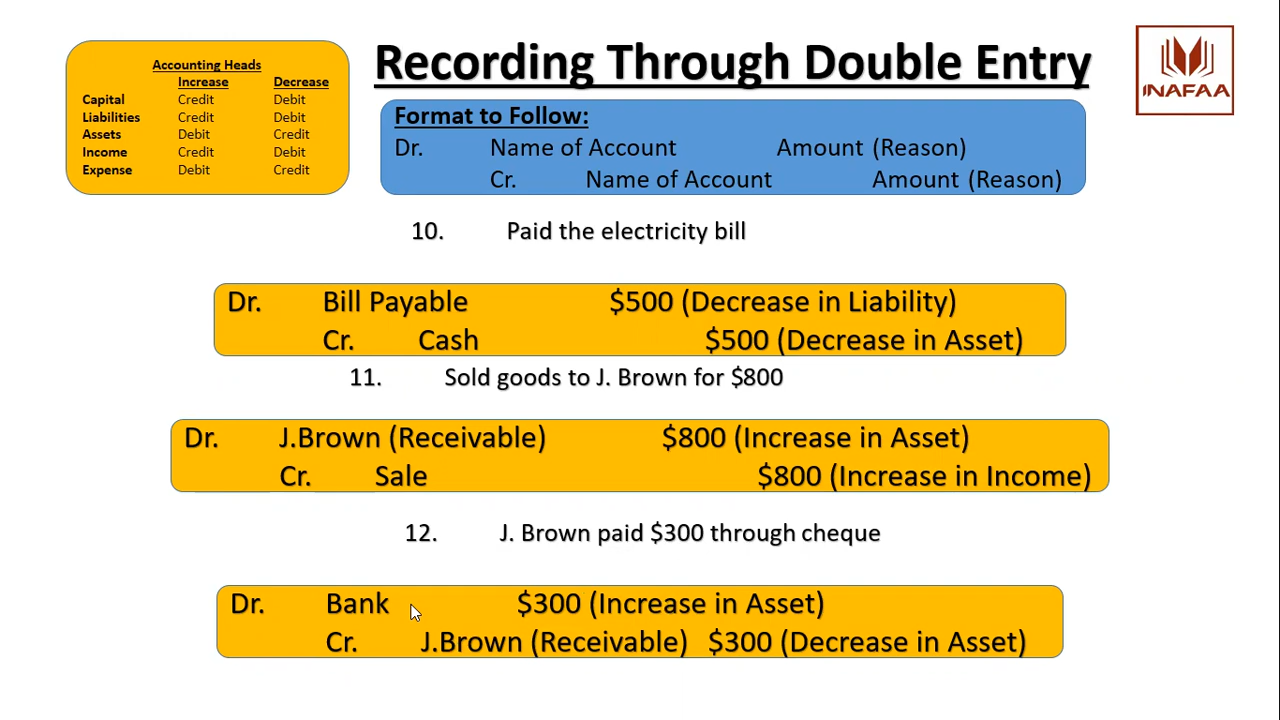 Accounting Heads
Increase Decrease
Capital Credit Debit
Liabilities Credit Debit
Assets Debit Credit
Income Credit Debit
Expense Debit Credit
Recording Through Double Entry
INAFAA
Format to Follow:
Dr. Name of Account Amount (Reason)
Cr. Name of Account Amount (Reason)
10. Paid the electricity bill
Dr. Bill Payable $500 (Decrease in Liability)
Cr. Cash $500 (Decrease in Asset)
11. Sold goods to J. Brown for $800
Dr. J.Brown (Receivable) $800 (Increase in Asset)
Cr. Sale $800 (Increase in Income)
12. J. Brown paid $300 through cheque
Dr. Bank $300 (Increase in Asset)
Cr. J.Brown (Receivable) $300 (Decrease in Asset)